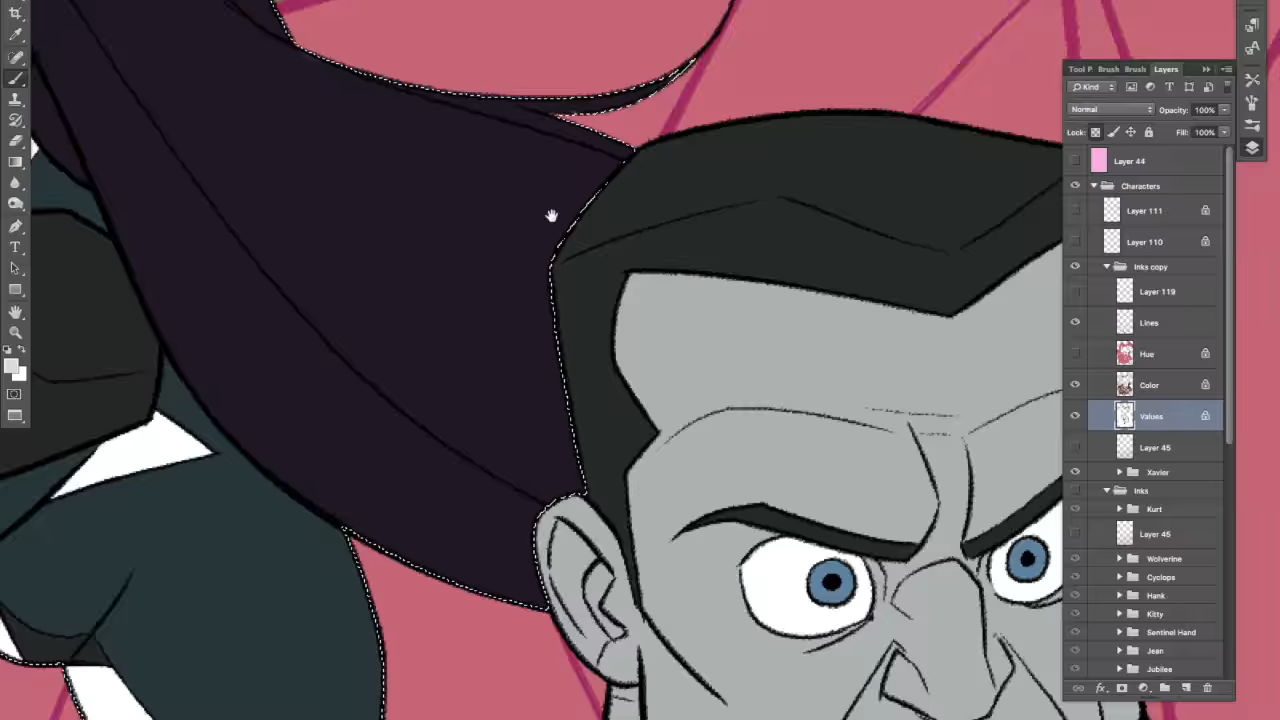 Tool P Brush Brush Layers
Kind
Normal Opacity: 100%
Lock: Fill: 100%
Layer 44
Characters
Layer 111
Layer 110
Inks copy
Layer 119
Lines
Hue
Color
Values
Layer 45
Xavier
Inks
Kurt
Layer 45
Wolverine
Cyclops
Hank
Kitty
Sentinel Hand
Jean
Jubilee